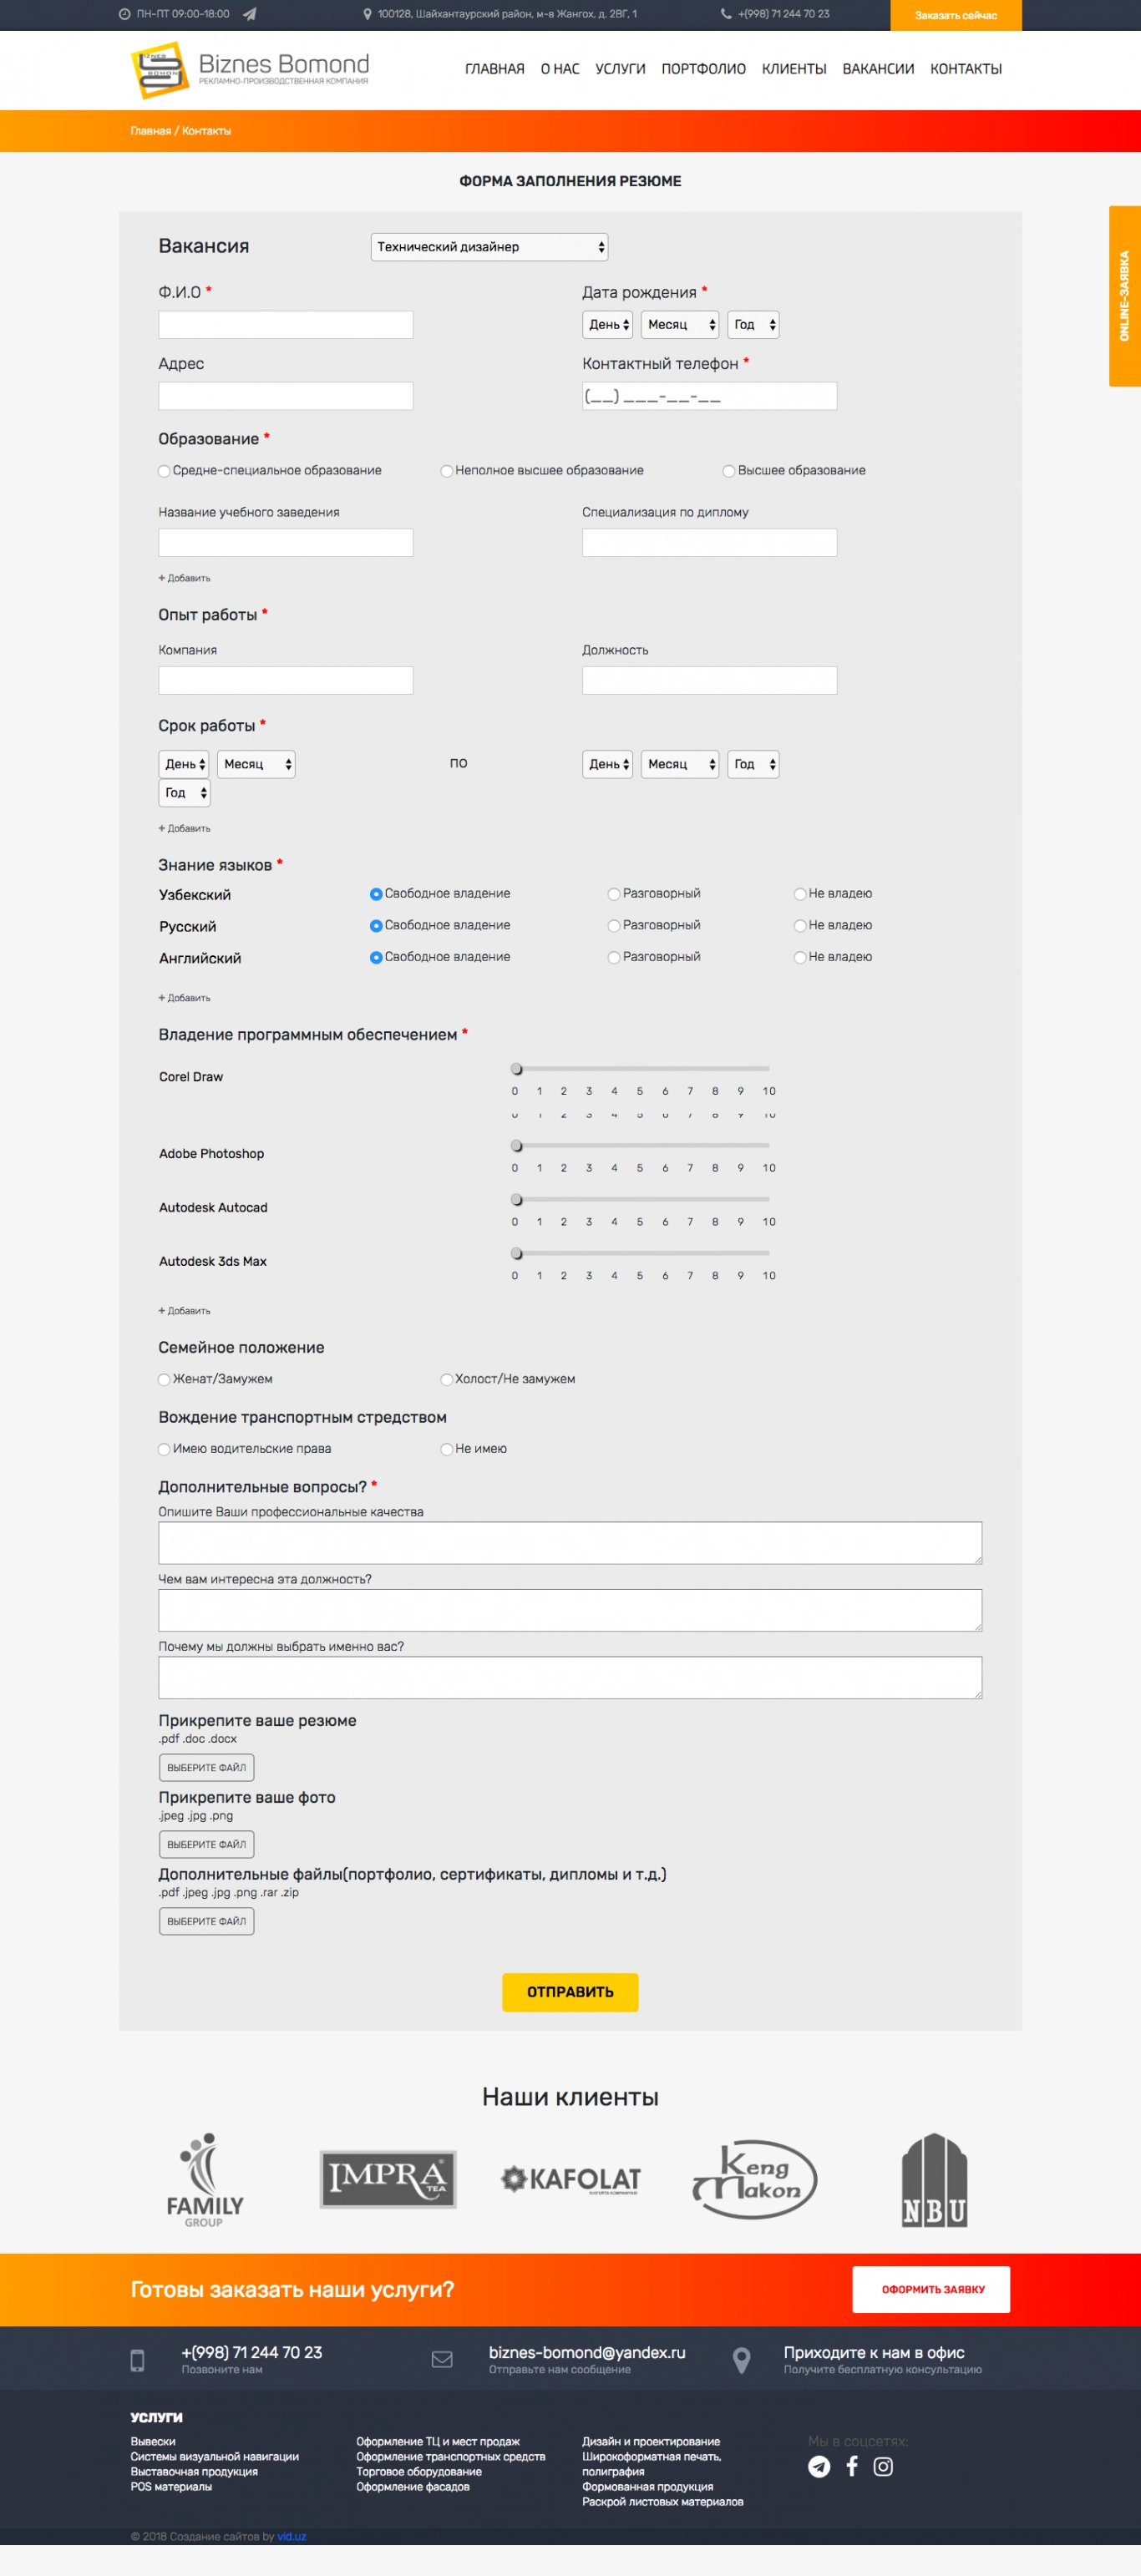 ПН-ПТ 09:00-18:00
100128, Шайхантаурский район, м-в Жангох, д. 2ВГ, 1
+(998) 71 244 70 23
Заказать сейчас
BIZNES BOMOND
Biznes Bomond
РЕКЛАМНО-ПРОИЗВОДСТВЕННАЯ КОМПАНИЯ
ГЛАВНАЯ О НАС УСЛУГИ ПОРТФОЛИО КЛИЕНТЫ ВАКАНСИИ КОНТАКТЫ
Главная / Контакты
ФОРМА ЗАПОЛНЕНИЯ РЕЗЮМЕ
ONLINE-ЗАЯВКА
Вакансия Технический дизайнер
Ф.И.О * Дата рождения *
День Месяц Год
Адрес Контактный телефон *
(__) ___-__-__
Образование *
Средне-специальное образование Неполное высшее образование Высшее образование
Название учебного заведения Специализация по диплому
+ Добавить
Опыт работы *
Компания Должность
Срок работы *
День Месяц по День Месяц Год
Год
+ Добавить
Знание языков *
Узбекский Свободное владение Разговорный Не владею
Русский Свободное владение Разговорный Не владею
Английский Свободное владение Разговорный Не владею
+ Добавить
Владение программным обеспечением *
Corel Draw
0 1 2 3 4 5 6 7 8 9 10
0 1 2 3 4 5 6 7 8 9 10
Adobe Photoshop
0 1 2 3 4 5 6 7 8 9 10
Autodesk Autocad
0 1 2 3 4 5 6 7 8 9 10
Autodesk 3ds Max
0 1 2 3 4 5 6 7 8 9 10
+ Добавить
Семейное положение
Женат/Замужем Холост/Не замужем
Вождение транспортным стредством
Имею водительские права Не имею
Дополнительные вопросы? *
Опишите Ваши профессиональные качества
Чем вам интересна эта должность?
Почему мы должны выбрать именно вас?
Прикрепите ваше резюме
.pdf .doc .docx
ВЫБЕРИТЕ ФАЙЛ
Прикрепите ваше фото
.jpeg .jpg .png
ВЫБЕРИТЕ ФАЙЛ
Дополнительные файлы(портфолио, сертификаты, дипломы и т.д.)
.pdf .jpeg .jpg .png .rar .zip
ВЫБЕРИТЕ ФАЙЛ
ОТПРАВИТЬ
Наши клиенты
FAMILY
GROUP
IMPRA®
TEA
KAFOLAT
Keng
Makon
NBU
Готовы заказать наши услуги?
ОФОРМИТЬ ЗАЯВКУ
+(998) 71 244 70 23
Позвоните нам
biznes-bomond@yandex.ru
Отправьте нам сообщение
Приходите к нам в офис
Получите бесплатную консультацию
УСЛУГИ
Вывески
Системы визуальной навигации
Выставочная продукция
POS материалы
Оформление ТЦ и мест продаж
Оформление транспортных средств
Торговое оборудование
Оформление фасадов
Дизайн и проектирование
Широкоформатная печать,
полиграфия
Формованная продукция
Раскрой листовых материалов
Мы в соцсетях:
© 2018 Создание сайтов by vid.uz